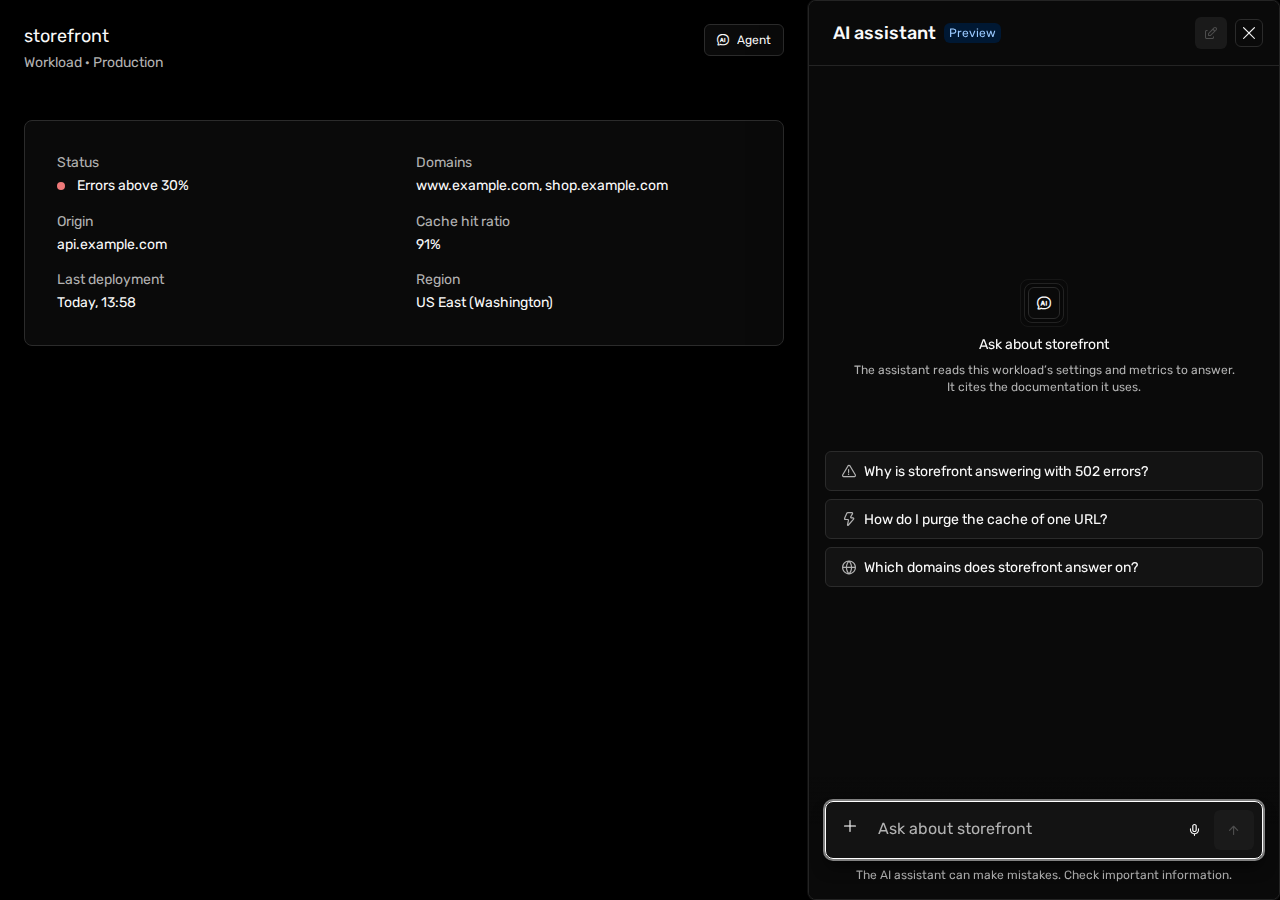 storefront
Workload • Production
Agent
Status
Errors above 30%
Domains
www.example.com, shop.example.com
Origin
api.example.com
Cache hit ratio
91%
Last deployment
Today, 13:58
Region
US East (Washington)
AI assistant
Preview
AI
Ask about storefront
The assistant reads this workload's settings and metrics to answer.
It cites the documentation it uses.
Why is storefront answering with 502 errors?
How do I purge the cache of one URL?
Which domains does storefront answer on?
Ask about storefront
The AI assistant can make mistakes. Check important information.